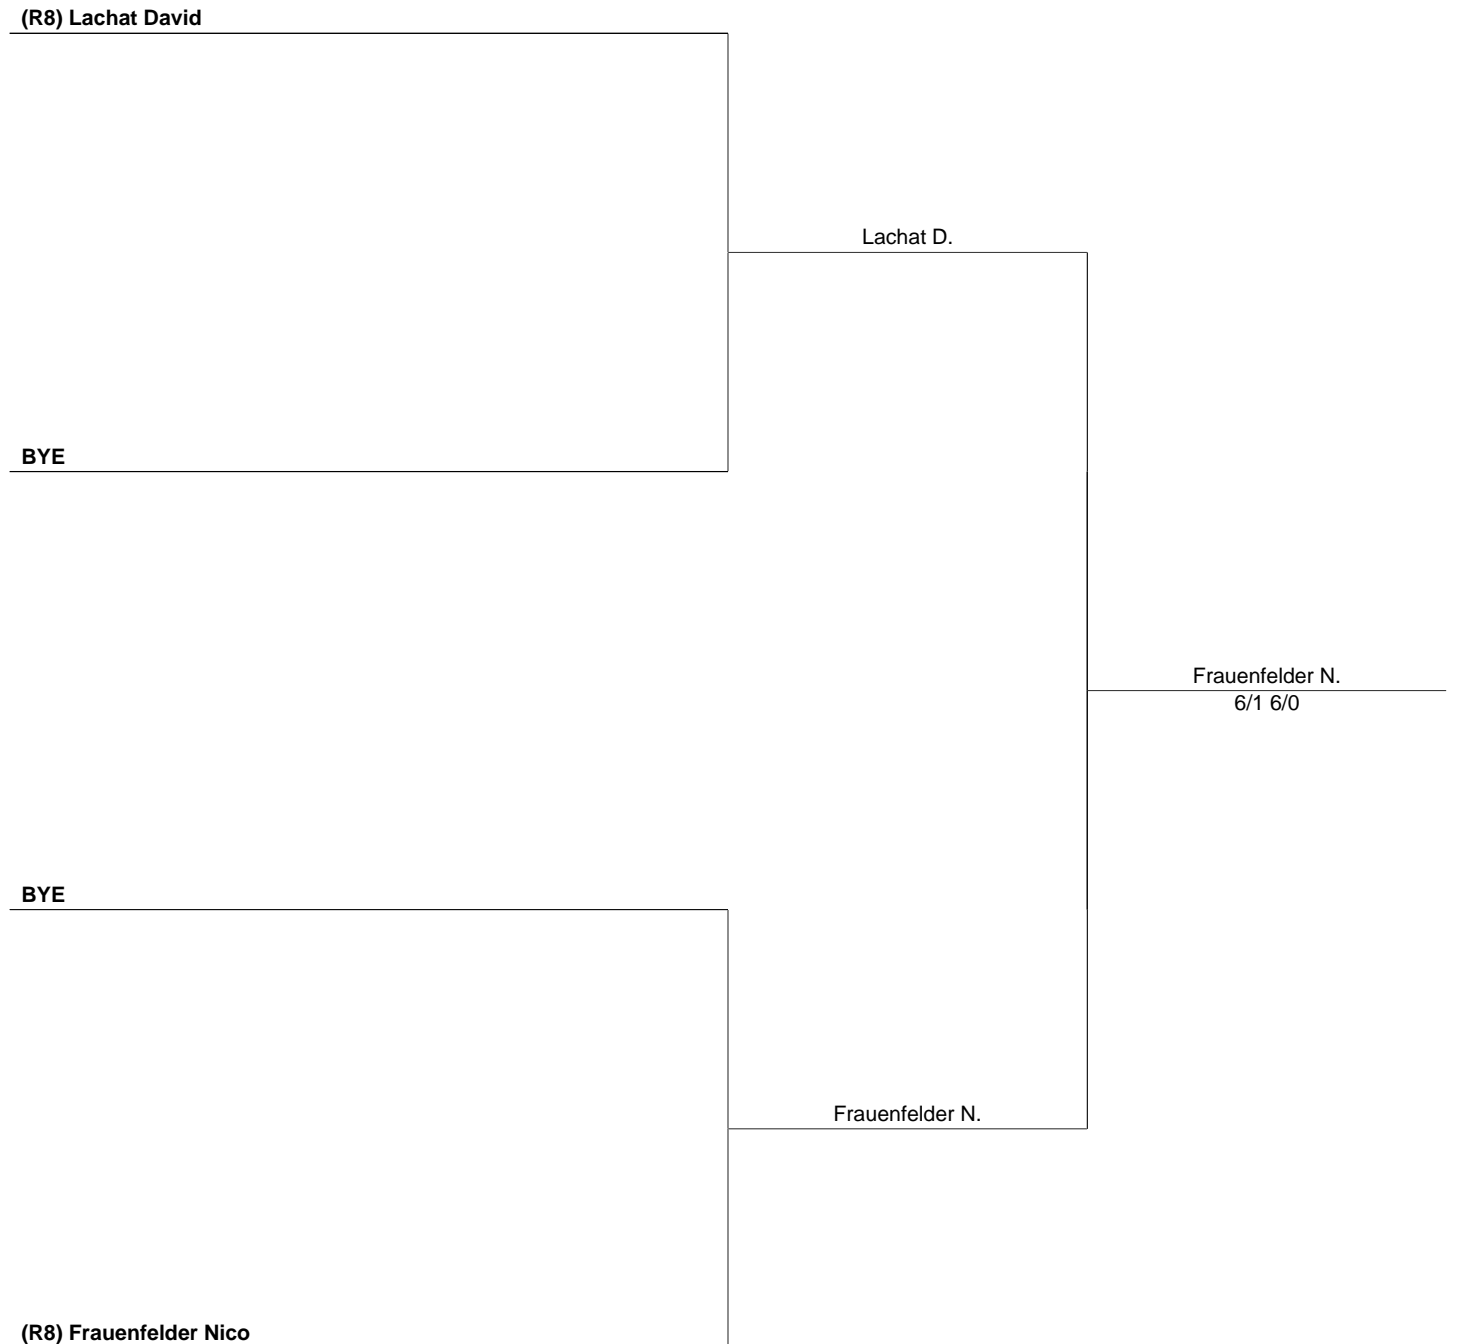 (R8) Lachat David
Lachat D.
BYE
Frauenfelder N.
6/1 6/0
BYE
Frauenfelder N.
(R8) Frauenfelder Nico